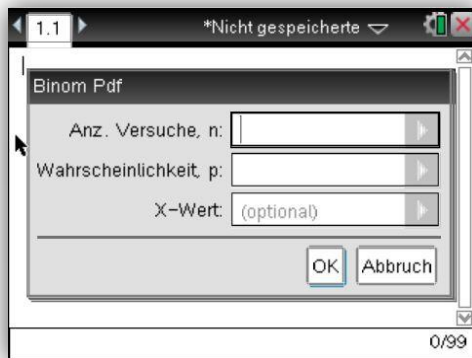 1.1 *Nicht gespeicherte
Binom Pdf
Anz. Versuche, n:
Wahrscheinlichkeit, p:
X-Wert: (optional)
OK Abbruch
0/99